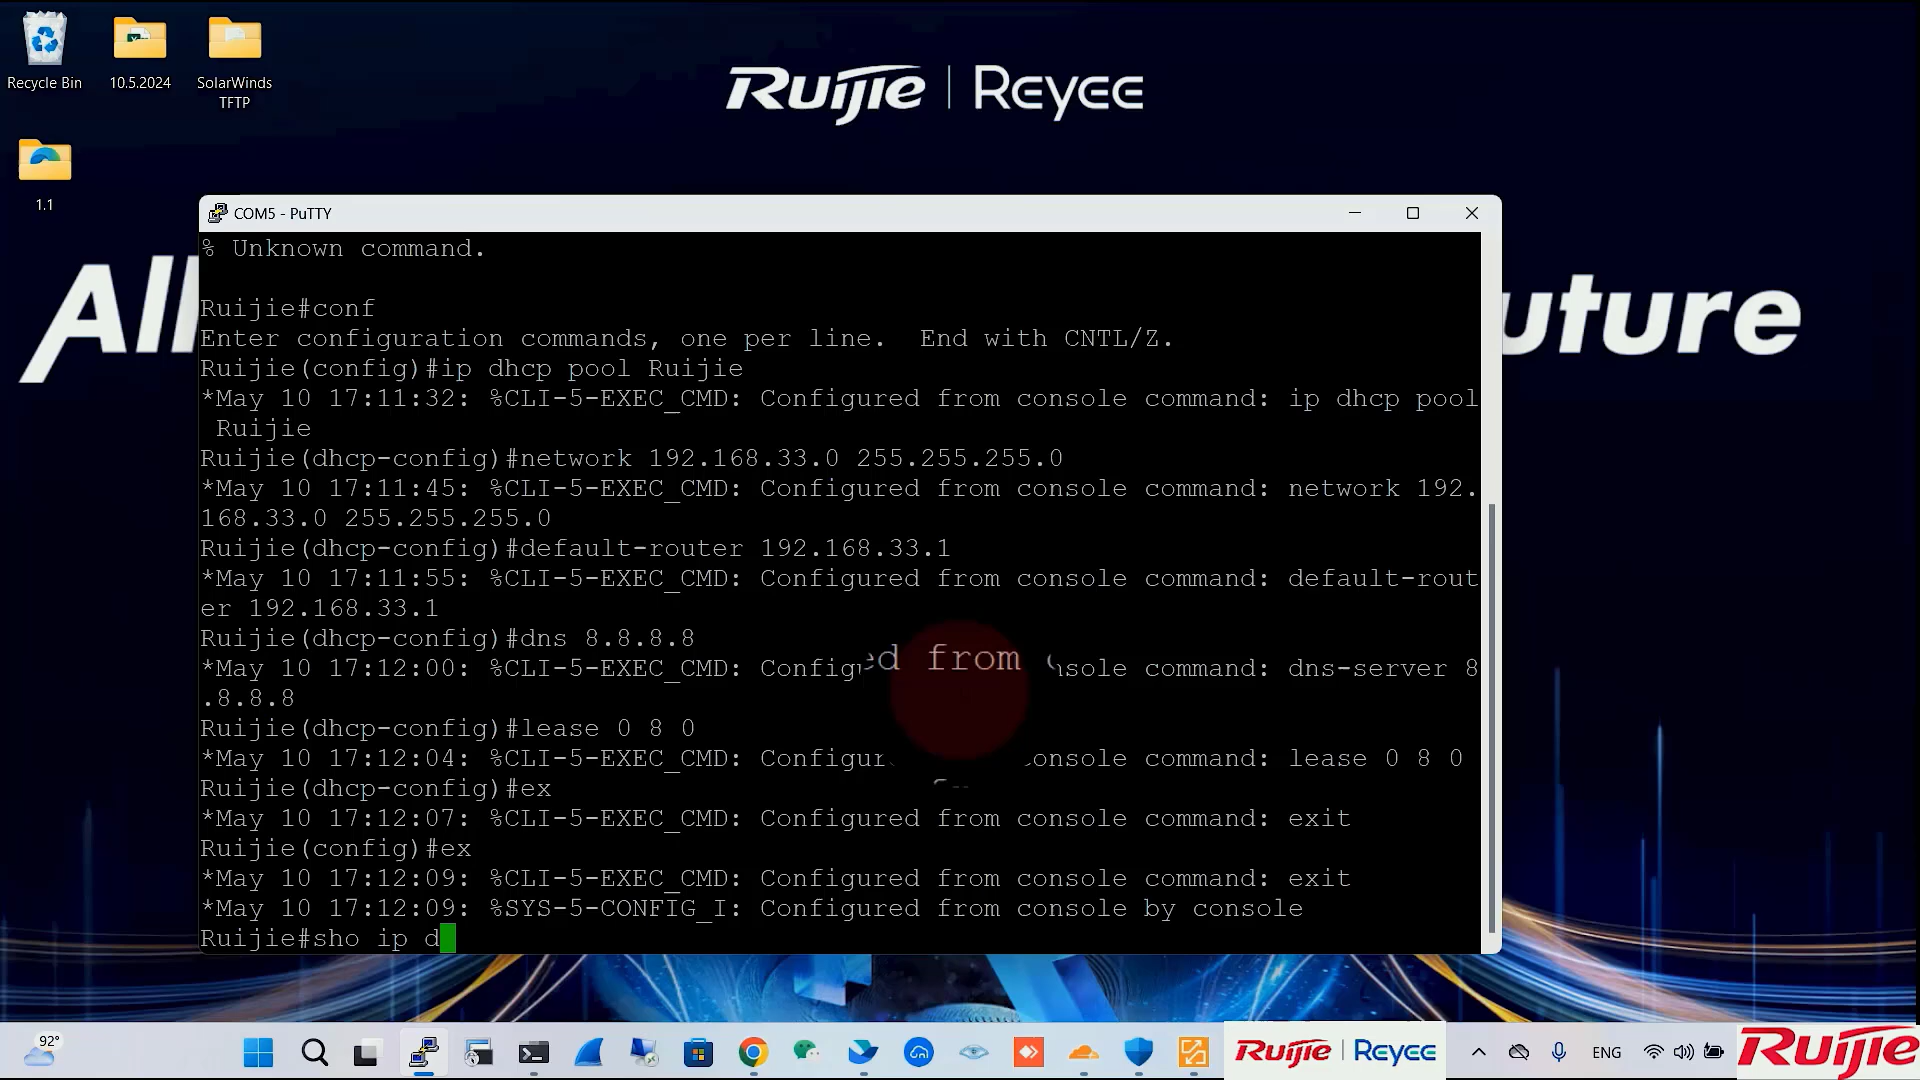 Recycle Bin
10.5.2024
SolarWinds
TFTP
1.1
Ruijie | Reyee
All
uture
COM5 - PuTTY
% Unknown command.
Ruijie#conf
Enter configuration commands, one per line.  End with CNTL/Z.
Ruijie(config)#ip dhcp pool Ruijie
*May 10 17:11:32: %CLI-5-EXEC_CMD: Configured from console command: ip dhcp pool
 Ruijie
Ruijie(dhcp-config)#network 192.168.33.0 255.255.255.0
*May 10 17:11:45: %CLI-5-EXEC_CMD: Configured from console command: network 192.
168.33.0 255.255.255.0
Ruijie(dhcp-config)#default-router 192.168.33.1
*May 10 17:11:55: %CLI-5-EXEC_CMD: Configured from console command: default-rout
er 192.168.33.1
Ruijie(dhcp-config)#dns 8.8.8.8
*May 10 17:12:00: %CLI-5-EXEC_CMD: Configured from console command: dns-server 8
.8.8.8
Ruijie(dhcp-config)#lease 0 8 0
*May 10 17:12:04: %CLI-5-EXEC_CMD: Configur onsole command: lease 0 8 0
Ruijie(dhcp-config)#ex
*May 10 17:12:07: %CLI-5-EXEC_CMD: Configured from console command: exit
Ruijie(config)#ex
*May 10 17:12:09: %CLI-5-EXEC_CMD: Configured from console command: exit
*May 10 17:12:09: %SYS-5-CONFIG_I: Configured from console by console
Ruijie#sho ip d
92°
Ruijie | Reyee
ENG
Ruijie